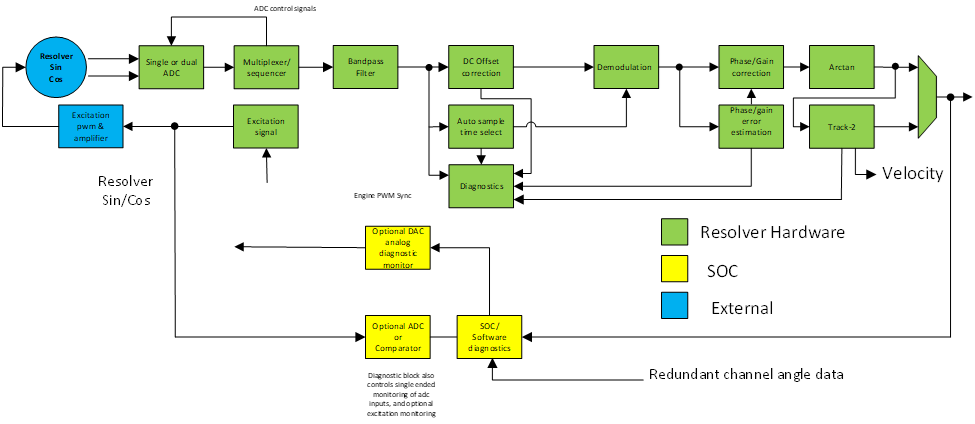 ADC control signals
Resolver
Sin
Cos
Single or dual
ADC
Multiplexer/
sequencer
Bandpass
Filter
DC Offset
correction
Demodulation
Phase/Gain
correction
Arctan
Excitation
pwm &
amplifier
Excitation
signal
Auto sample
time select
Phase/gain
error
estimation
Track-2
Resolver
Sin/Cos
Engine PWM Sync
Diagnostics
Velocity
Optional DAC
analog
diagnostic
monitor
Resolver Hardware
SOC
External
Optional ADC
or
Comparator
SOC/
Software
diagnostics
Diagnostic block also
controls single ended
monitoring of adc
inputs, and optional
excitation monitoring
Redundant channel angle data